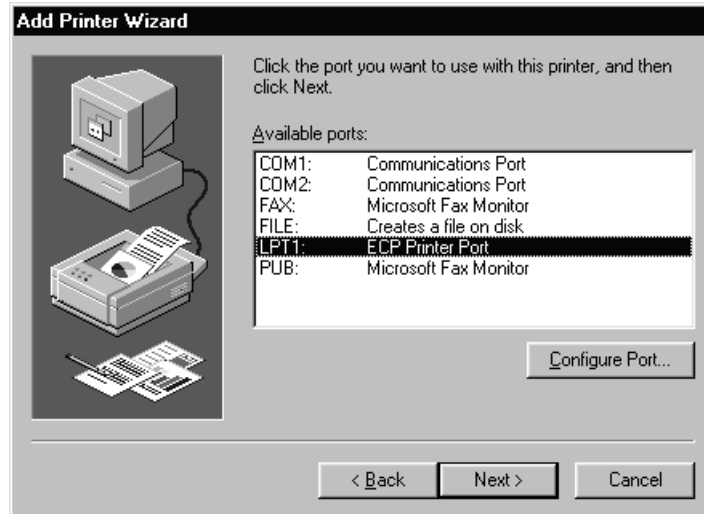 Add Printer Wizard
Click the port you want to use with this printer, and then
click Next.
Available ports:
COM1: Communications Port
COM2: Communications Port
FAX: Microsoft Fax Monitor
FILE: Creates a file on disk
LPT1: ECP Printer Port
PUB: Microsoft Fax Monitor
Configure Port...
< Back Next > Cancel